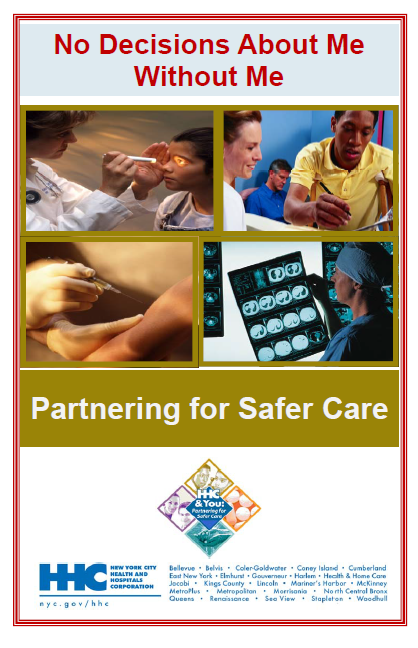 No Decisions About Me
Without Me
Partnering for Safer Care
HHC
& You:
Partnering for
Safer Care
HHC
NEW YORK CITY
HEALTH AND
HOSPITALS
CORPORATION
nyc.gov/hhc
Bellevue • Belvis • Coler-Goldwater • Coney Island • Cumberland
East New York • Elmhurst • Gouverneur • Harlem • Health & Home Care
Jacobi • Kings County • Lincoln • Mariner's Harbor • McKinney
MetroPlus • Metropolitan • Morrisania • North Central Bronx
Queens • Renaissance • Sea View • Stapleton • Woodhull